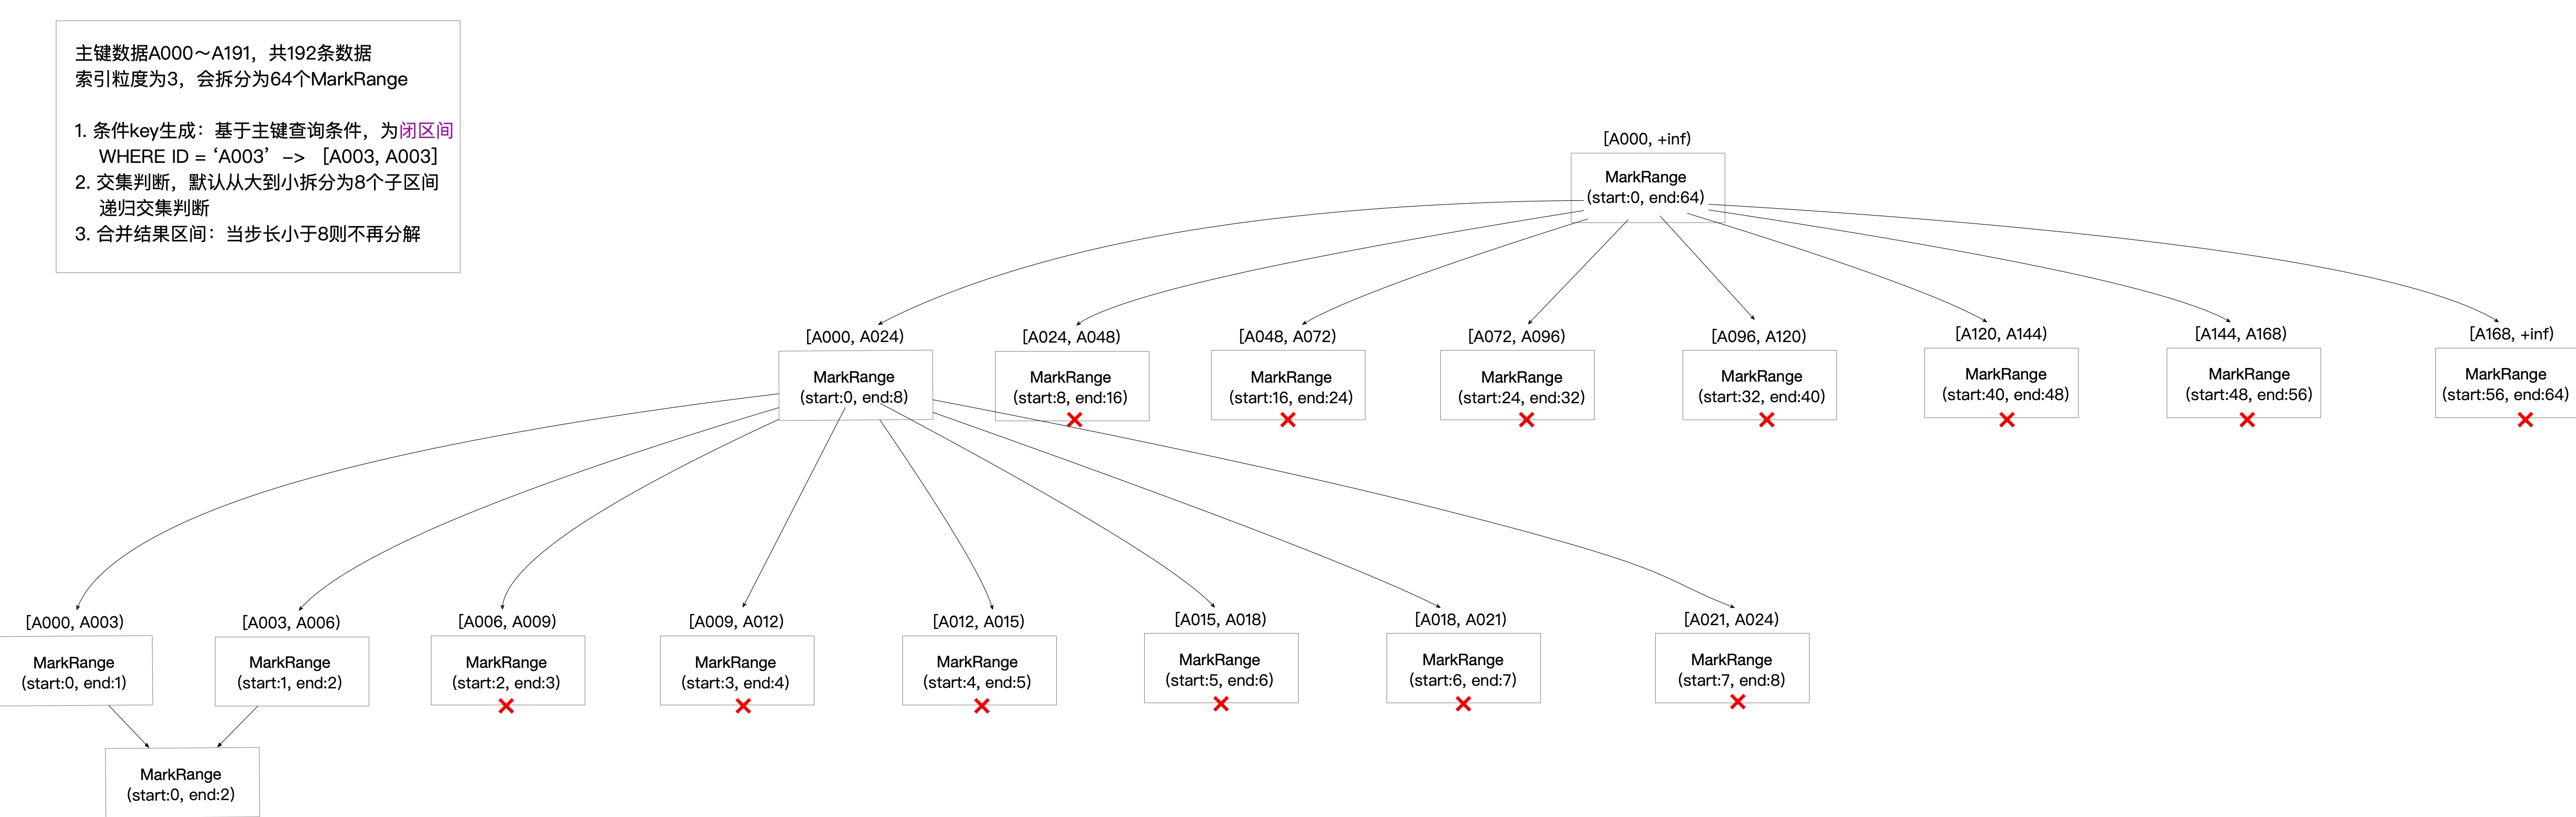 主键数据A000～A191，共192条数据
索引粒度为3，会拆分为64个MarkRange
1. 条件key生成：基于主键查询条件，为闭区间
WHERE ID = ‘A003’ –> [A003, A003]
2. 交集判断，默认从大到小拆分为8个子区间
递归交集判断
3. 合并结果区间：当步长小于8则不再分解
[A000, +inf)
MarkRange
(start:0, end:64)
[A000, A024)
MarkRange
(start:0, end:8)
[A024, A048)
MarkRange
(start:8, end:16)
[A048, A072)
MarkRange
(start:16, end:24)
[A072, A096)
MarkRange
(start:24, end:32)
[A096, A120)
MarkRange
(start:32, end:40)
[A120, A144)
MarkRange
(start:40, end:48)
[A144, A168)
MarkRange
(start:48, end:56)
[A168, +inf)
MarkRange
(start:56, end:64)
[A000, A003)
MarkRange
(start:0, end:1)
[A003, A006)
MarkRange
(start:1, end:2)
[A006, A009)
MarkRange
(start:2, end:3)
[A009, A012)
MarkRange
(start:3, end:4)
[A012, A015)
MarkRange
(start:4, end:5)
[A015, A018)
MarkRange
(start:5, end:6)
[A018, A021)
MarkRange
(start:6, end:7)
[A021, A024)
MarkRange
(start:7, end:8)
MarkRange
(start:0, end:2)